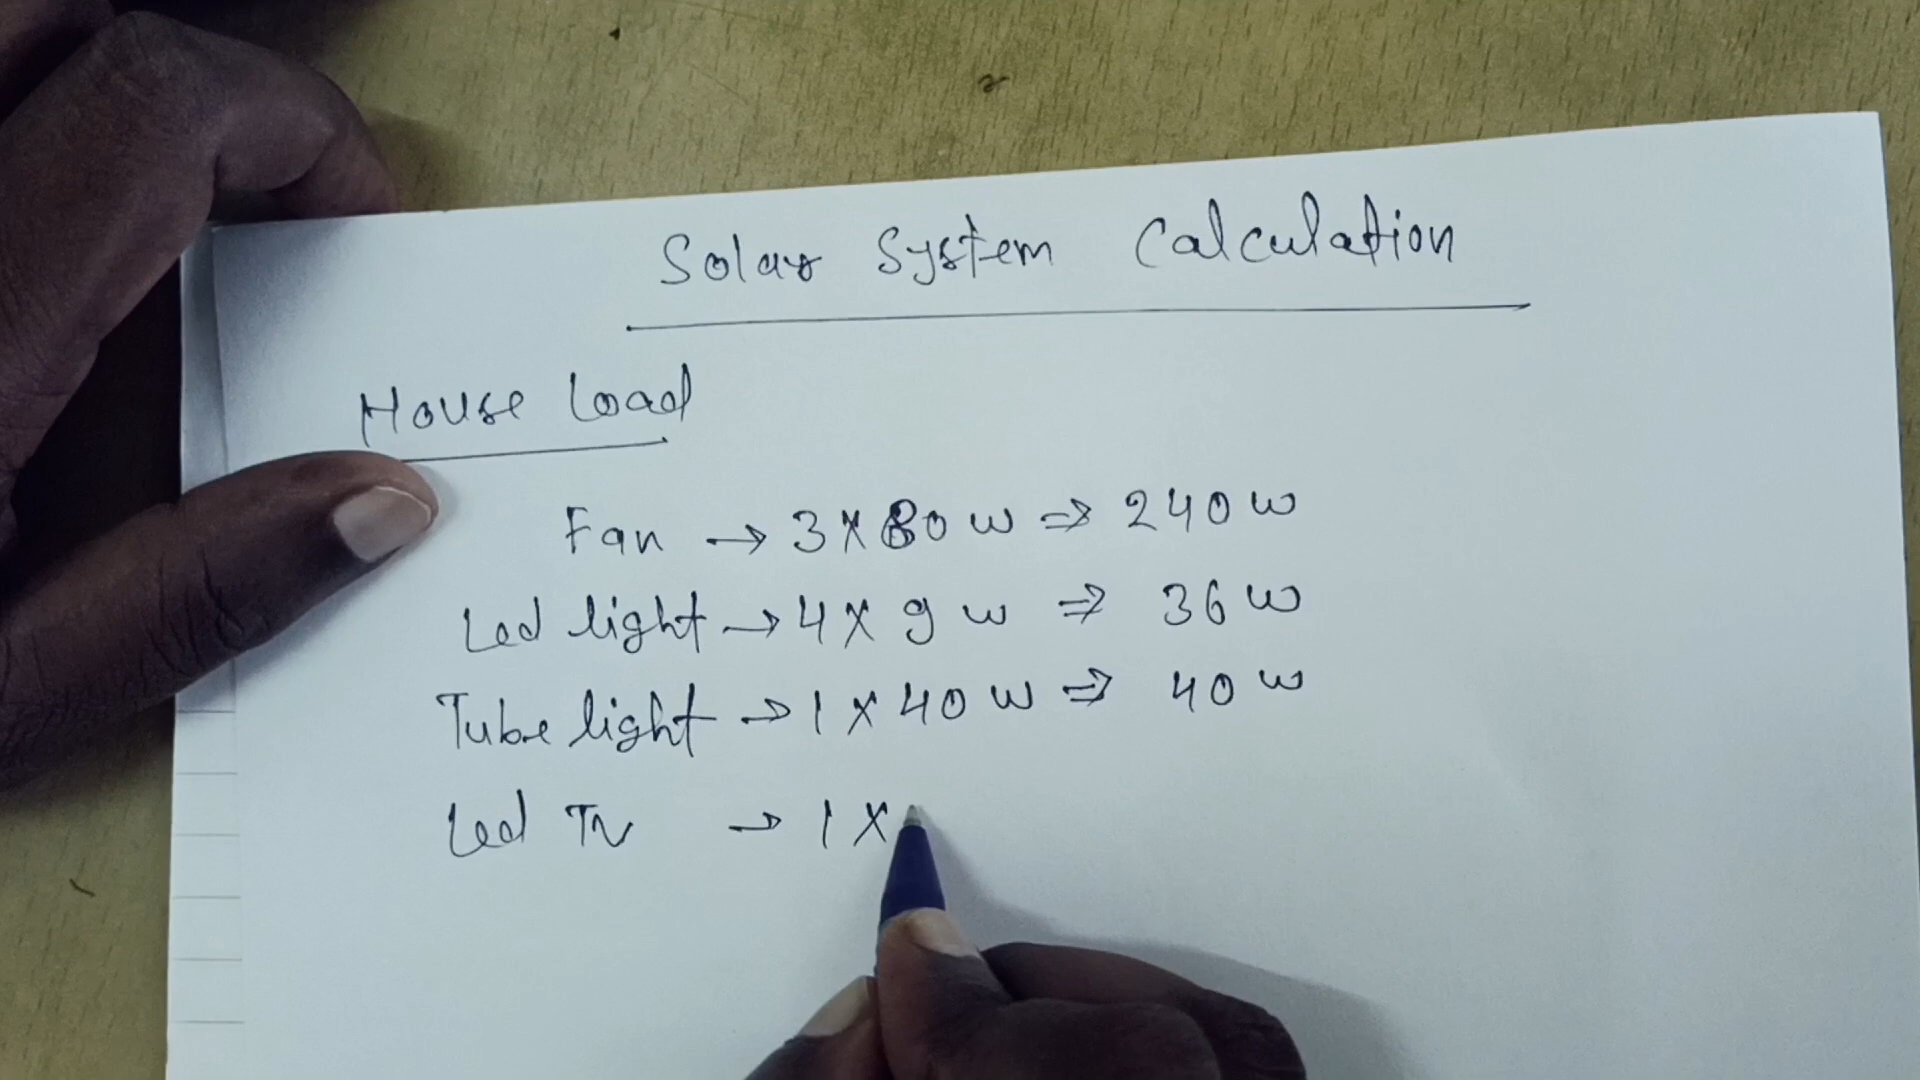 Solar System Calculation
House Load
Fan → 3 X 80 w ⇒ 240 w
Led light → 4 X 9 w ⇒ 36 w
Tube light → 1 X 40 w ⇒ 40 w
Led TV → 1 X